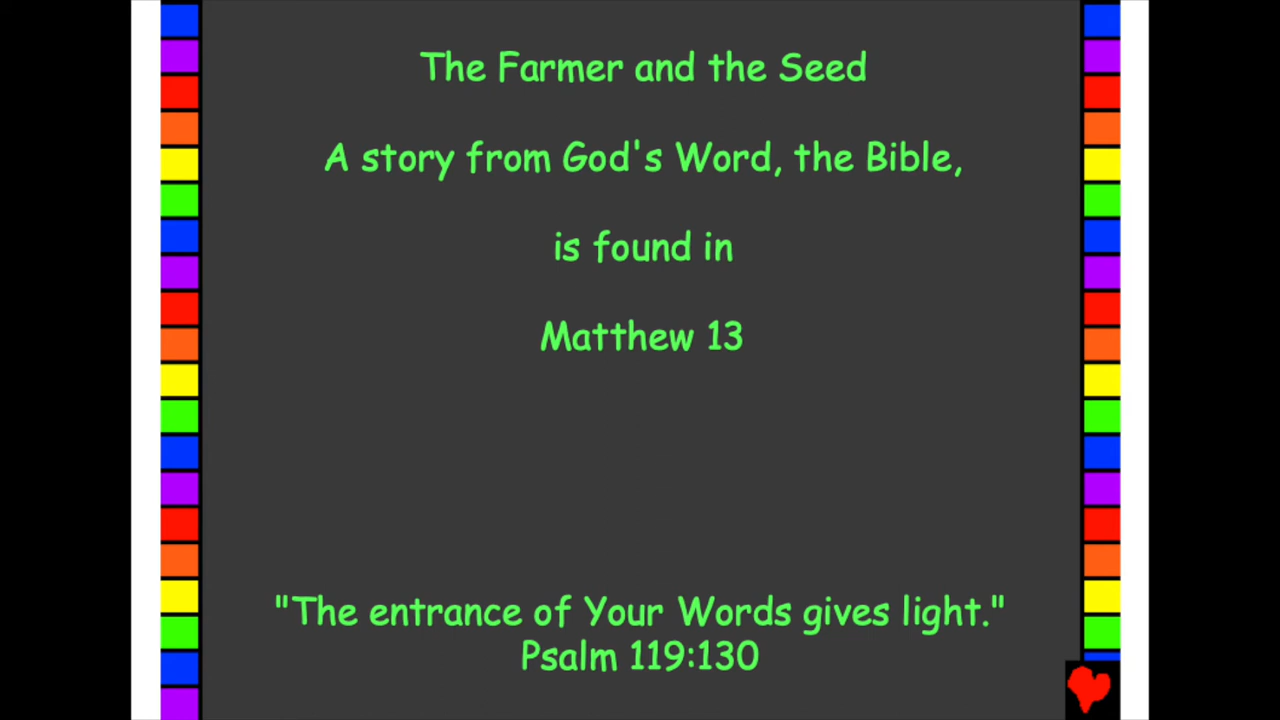 The Farmer and the Seed
A story from God's Word, the Bible,
is found in
Matthew 13
"The entrance of Your Words gives light."
Psalm 119:130